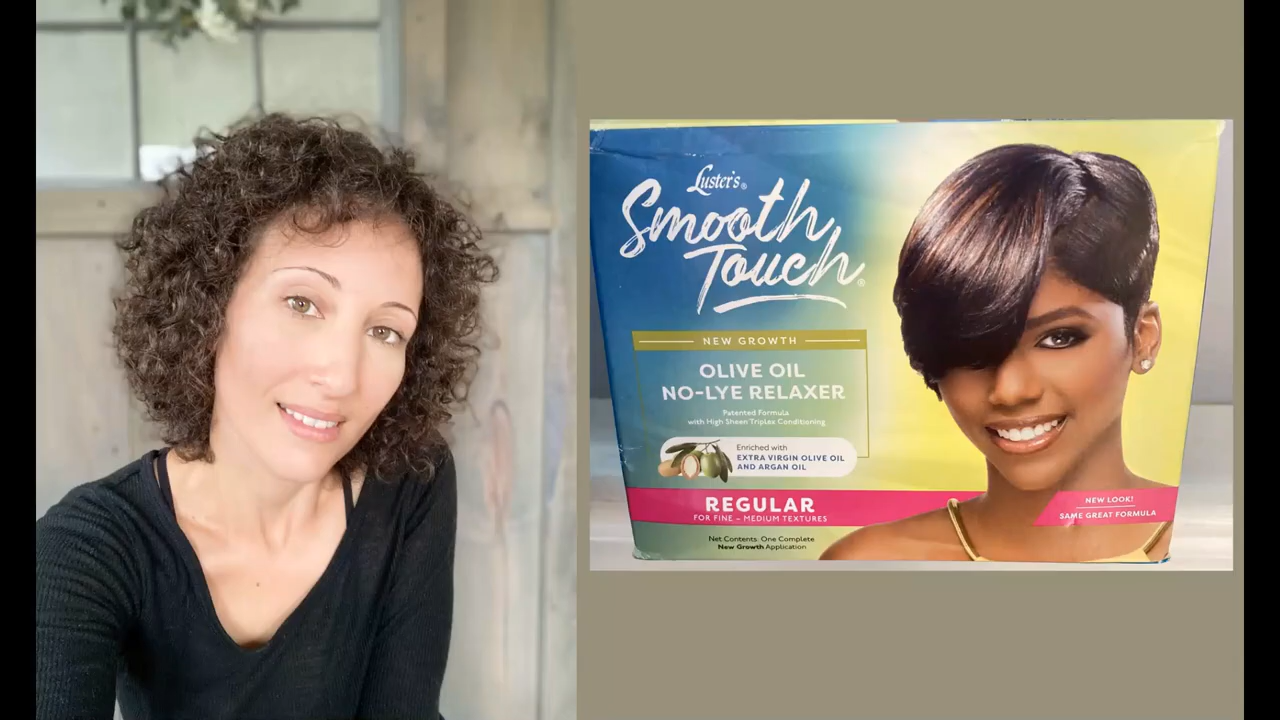 Luster's®
Smooth
Touch®
NEW GROWTH
OLIVE OIL
NO-LYE RELAXER
Patented Formula
with High Sheen Triplex Conditioning
Enriched with
EXTRA VIRGIN OLIVE OIL
AND ARGAN OIL
REGULAR
FOR FINE – MEDIUM TEXTURES
NEW LOOK!
SAME GREAT FORMULA
Net Contents: One Complete
New Growth Application